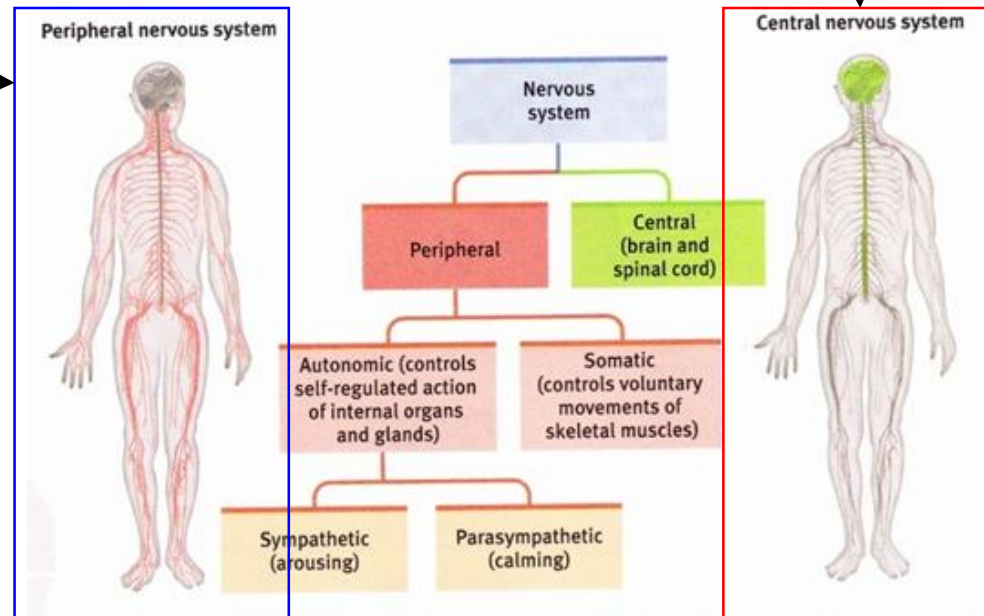 Peripheral nervous system
Central nervous system
Nervous
system
Peripheral
Central
(brain and
spinal cord)
Autonomic (controls
self-regulated action
of internal organs
and glands)
Somatic
(controls voluntary
movements of
skeletal muscles)
Sympathetic
(arousing)
Parasympathetic
(calming)